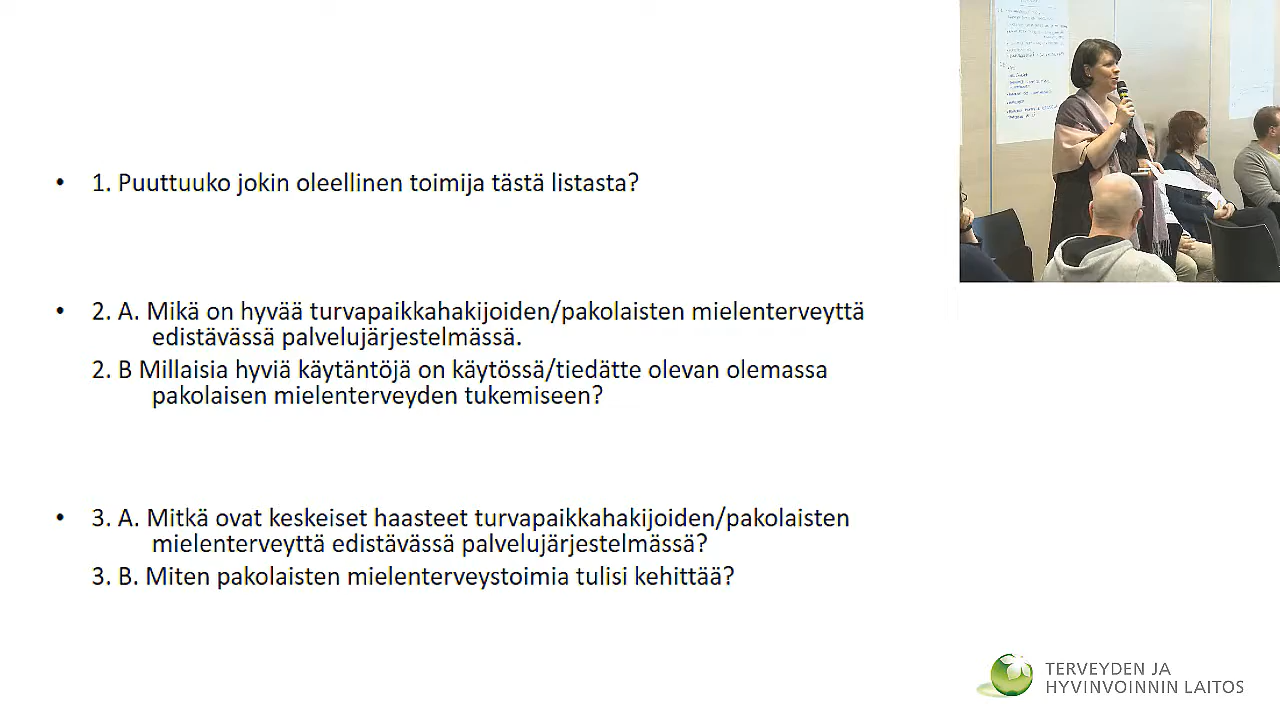 • 1. Puuttuuko jokin oleellinen toimija tästä listasta?
• 2. A. Mikä on hyvää turvapaikkahakijoiden/pakolaisten mielenterveyttä
edistävässä palvelujärjestelmässä.
2. B Millaisia hyviä käytäntöjä on käytössä/tiedätte olevan olemassa
pakolaisen mielenterveyden tukemiseen?
• 3. A. Mitkä ovat keskeiset haasteet turvapaikkahakijoiden/pakolaisten
mielenterveyttä edistävässä palvelujärjestelmässä?
3. B. Miten pakolaisten mielenterveystoimia tulisi kehittää?
TERVEYDEN JA
HYVINVOINNIN LAITOS